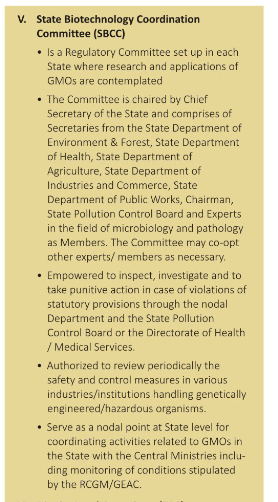 V. State Biotechnology Coordination
Committee (SBCC)
• Is a Regulatory Committee set up in each
State where research and applications of
GMOs are contemplated
• The Committee is chaired by Chief
Secretary of the State and comprises of
Secretaries from the State Department of
Environment & Forest, State Department
of Health, State Department of
Agriculture, State Department of
Industries and Commerce, State
Department of Public Works, Chairman,
State Pollution Control Board and Experts
in the field of microbiology and pathology
as Members. The Committee may co-opt
other experts/ members as necessary.
• Empowered to inspect, investigate and to
take punitive action in case of violations of
statutory provisions through the nodal
Department and the State Pollution
Control Board or the Directorate of Health
/ Medical Services.
• Authorized to review periodically the
safety and control measures in various
industries/institutions handling genetically
engineered/hazardous organisms.
• Serve as a nodal point at State level for
coordinating activities related to GMOs in
the State with the Central Ministries inclu-
ding monitoring of conditions stipulated
by the RCGM/GEAC.